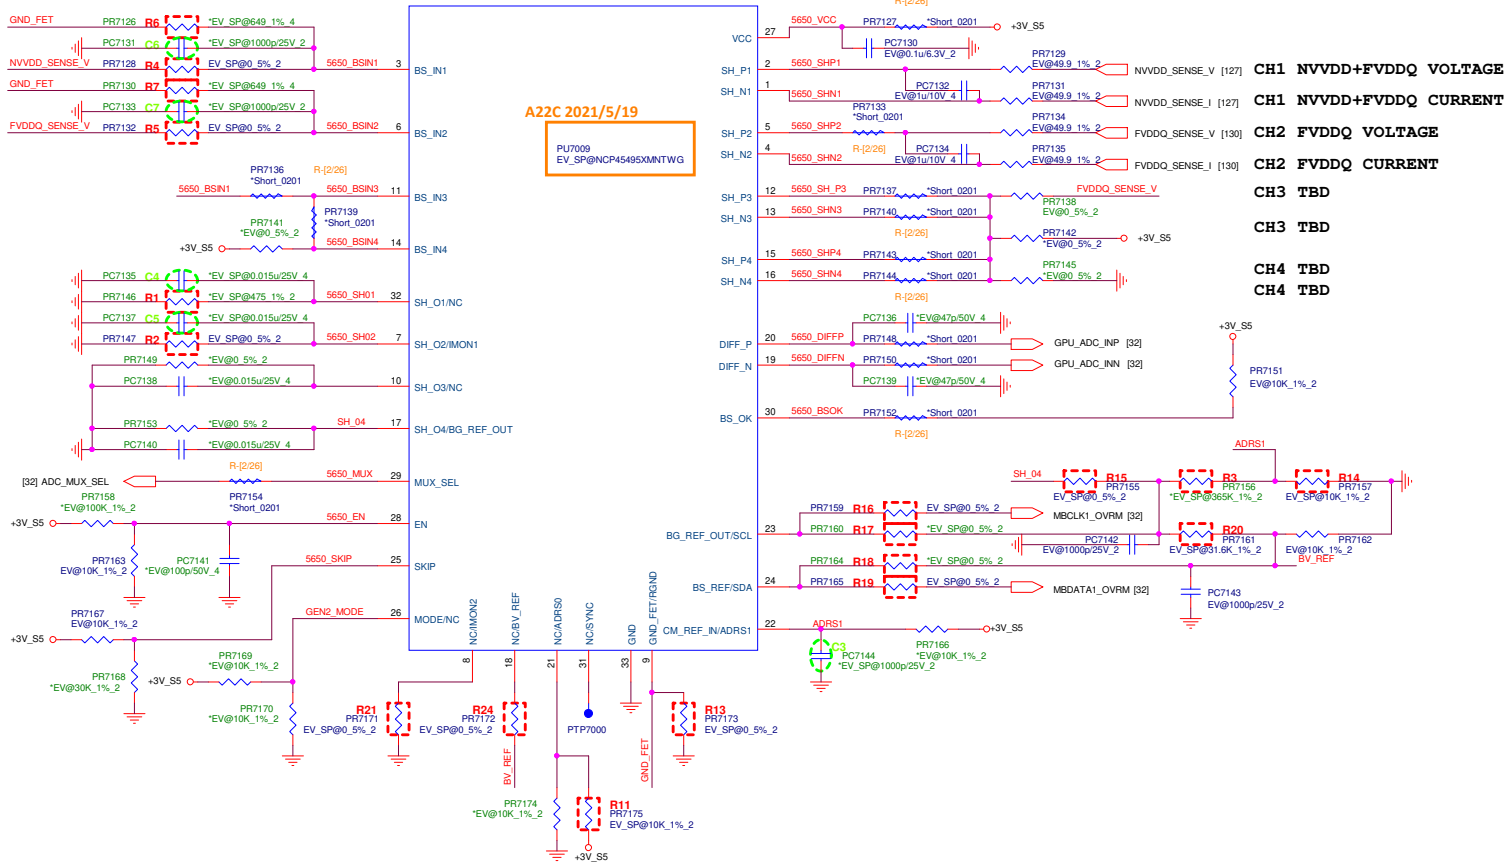 R-[2/26]
GND_FET PR7126 R6 *EV_SP@649_1%_4
PC7131 C6 *EV_SP@1000p/25V_2
NVVDD_SENSE_V PR7128 R4 EV_SP@0_5%_2 5650_BSIN1 3 BS_IN1
GND_FET PR7130 R7 *EV_SP@649_1%_4
PC7133 C7 *EV_SP@1000p/25V_2
FVDDQ_SENSE_V PR7132 R5 EV_SP@0_5%_2 5650_BSIN2 6 BS_IN2
R-[2/26]
PR7136
*Short_0201
5650_BSIN1 5650_BSIN3 11 BS_IN3
PR7139
*Short_0201
PR7141
*EV@0_5%_2
+3V_S5 5650_BSIN4 14 BS_IN4
PC7135 C4 *EV_SP@0.015u/25V_4
PR7146 R1 *EV_SP@475_1%_2 5650_SH01 32 SH_O1/NC
PC7137 C5 *EV_SP@0.015u/25V_4
PR7147 R2 EV_SP@0_5%_2 5650_SH02 7 SH_O2/IMON1
PR7149 *EV@0_5%_2
PC7138 *EV@0.015u/25V_4 10 SH_O3/NC
PR7153 *EV@0_5%_2 SH_04 17 SH_O4/BG_REF_OUT
PC7140 *EV@0.015u/25V_4
R-[2/26]
[32] ADC_MUX_SEL 5650_MUX 29 MUX_SEL
PR7154
*Short_0201
PR7158
*EV@100K_1%_2
+3V_S5 5650_EN 28 EN
PR7163
EV@10K_1%_2
PC7141
*EV@100p/50V_4
5650_SKIP 25 SKIP
PR7167
EV@10K_1%_2
+3V_S5
GEN2_MODE 26 MODE/NC
PR7168
*EV@30K_1%_2
PR7169
*EV@10K_1%_2
+3V_S5
PR7170
*EV@10K_1%_2
A22C 2021/5/19
PU7009
EV_SP@NCP45495XMNTWG
VCC 27 5650_VCC PR7127 *Short_0201 +3V_S5
PC7130
EV@0.1u/6.3V_2
SH_P1 2 5650_SHP1 PR7129
EV@49.9_1%_2 NVVDD_SENSE_V [127] CH1 NVVDD+FVDDQ VOLTAGE
PC7132
EV@1u/10V_4
SH_N1 1 5650_SHN1 PR7131
EV@49.9_1%_2 NVVDD_SENSE_I [127] CH1 NVVDD+FVDDQ CURRENT
PR7133
*Short_0201
SH_P2 5 5650_SHP2 PR7134
EV@49.9_1%_2 FVDDQ_SENSE_V [130] CH2 FVDDQ VOLTAGE
R-[2/26]
PC7134
EV@1u/10V_4
SH_N2 4 5650_SHN2 PR7135
EV@49.9_1%_2 FVDDQ_SENSE_I [130] CH2 FVDDQ CURRENT
SH_P3 12 5650_SH_P3 PR7137 *Short_0201 FVDDQ_SENSE_V CH3 TBD
PR7138
EV@0_5%_2
SH_N3 13 5650_SHN3 PR7140 *Short_0201 CH3 TBD
R-[2/26]
PR7142
*EV@0_5%_2 +3V_S5
SH_P4 15 5650_SHP4 PR7143 *Short_0201 CH4 TBD
PR7145
*EV@0_5%_2
SH_N4 16 5650_SHN4 PR7144 *Short_0201 CH4 TBD
R-[2/26]
PC7136 *EV@47p/50V_4
DIFF_P 20 5650_DIFFP PR7148 *Short_0201 GPU_ADC_INP [32]
DIFF_N 19 5650_DIFFN PR7150 *Short_0201 GPU_ADC_INN [32]
PC7139 *EV@47p/50V_4
+3V_S5
PR7151
EV@10K_1%_2
BS_OK 30 5650_BSOK PR7152 *Short_0201
R-[2/26]
ADRS1
SH_04 R15
PR7155
EV_SP@0_5%_2
R3
PR7156
*EV_SP@365K_1%_2
R14
PR7157
EV_SP@10K_1%_2
PR7159 R16 EV_SP@0_5%_2 MBCLK1_OVRM [32]
BG_REF_OUT/SCL 23 PR7160 R17 *EV_SP@0_5%_2
PC7142
EV@1000p/25V_2
R20
PR7161
EV_SP@31.6K_1%_2
PR7162
EV@10K_1%_2
BV_REF
PR7164 R18 *EV_SP@0_5%_2
BS_REF/SDA 24 PR7165 R19 EV_SP@0_5%_2 MBDATA1_OVRM [32]
PC7143
EV@1000p/25V_2
CM_REF_IN/ADRS1 22 ADRS1 +3V_S5
PR7166
*EV@10K_1%_2
C3
PC7144
*EV_SP@1000p/25V_2
NC/IMON2 8
NC/BV_REF 18
NC/ADRS0 21
NC/SYNC 31
GND 33
GND_FET/RGND 9
R21
PR7171
EV_SP@0_5%_2
R24
PR7172
EV_SP@0_5%_2
BV_REF
PTP7000
GND_FET
R13
PR7173
EV_SP@0_5%_2
PR7174
*EV@10K_1%_2
R11
PR7175
EV_SP@10K_1%_2
+3V_S5